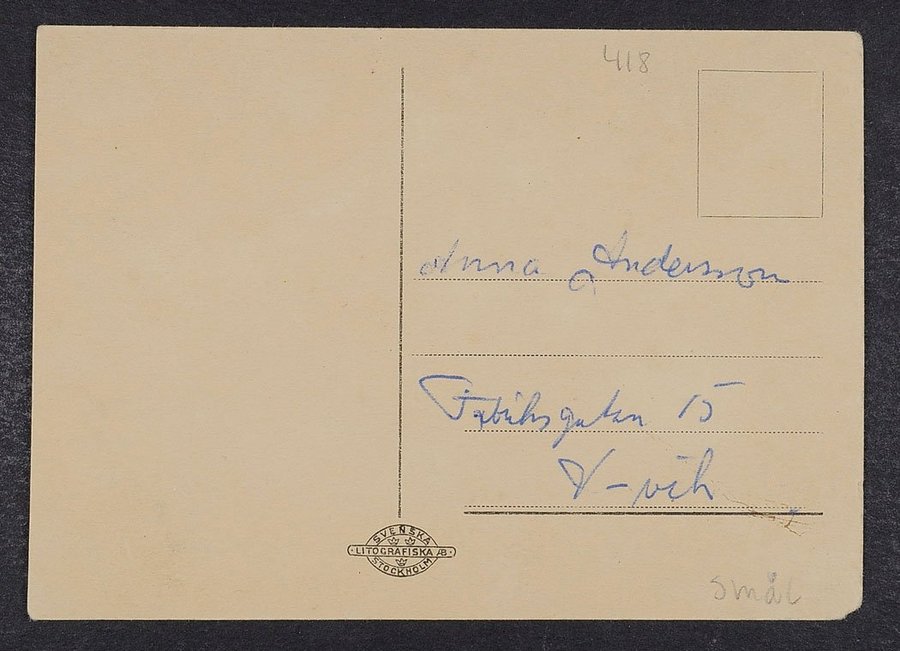 418
Anna Andersson
Fabriksgatan 15
V-vik
SVENSKA
LITOGRAFISKA AB
STOCKHOLM
smål